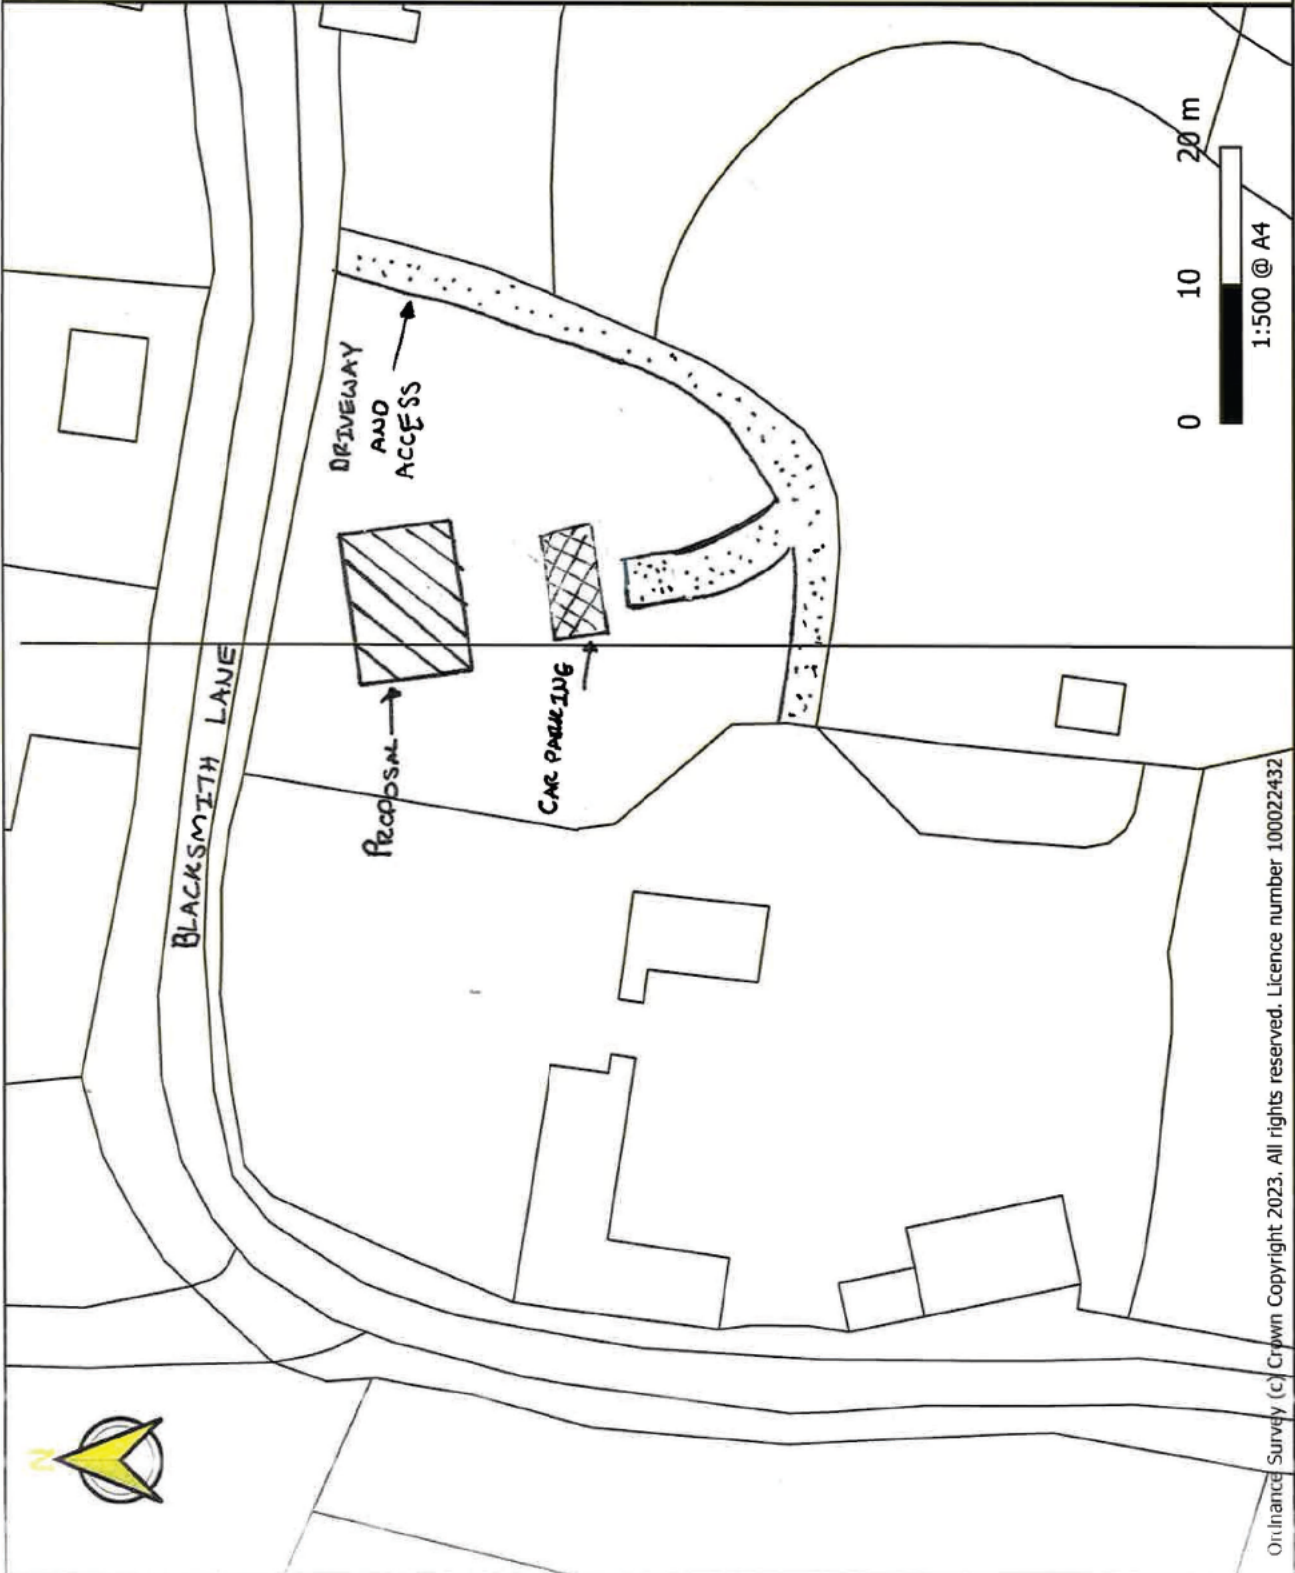 N
BLACKSMITH LANE
DRIVEWAY
AND
ACCESS
PROPOSAL
CAR PARKING
0 10 20 m
1:500 @ A4
Ordnance Survey (c) Crown Copyright 2023. All rights reserved. Licence number 100022432